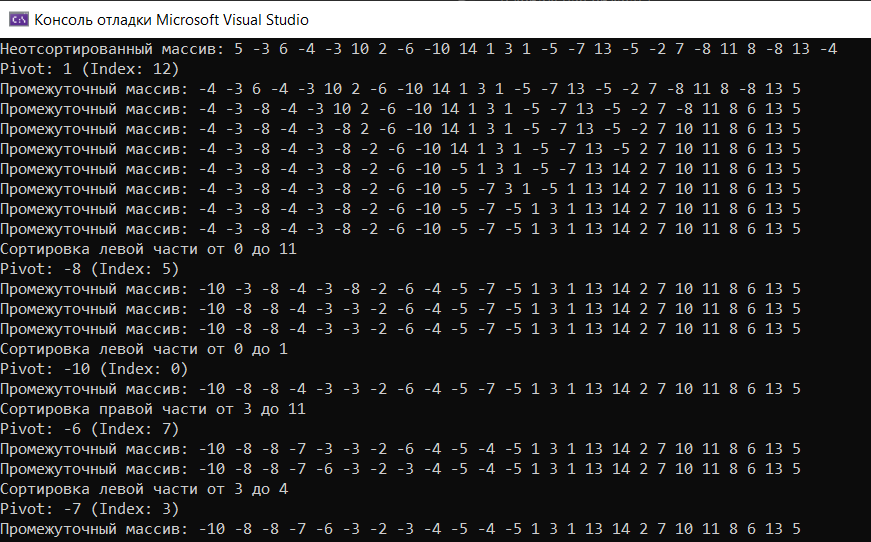 Консоль отладки Microsoft Visual Studio
Неотсортированный массив: 5 -3 6 -4 -3 10 2 -6 -10 14 1 3 1 -5 -7 13 -5 -2 7 -8 11 8 -8 13 -4
Pivot: 1 (Index: 12)
Промежуточный массив: -4 -3 6 -4 -3 10 2 -6 -10 14 1 3 1 -5 -7 13 -5 -2 7 -8 11 8 -8 13 5
Промежуточный массив: -4 -3 -8 -4 -3 10 2 -6 -10 14 1 3 1 -5 -7 13 -5 -2 7 -8 11 8 6 13 5
Промежуточный массив: -4 -3 -8 -4 -3 -8 2 -6 -10 14 1 3 1 -5 -7 13 -5 -2 7 10 11 8 6 13 5
Промежуточный массив: -4 -3 -8 -4 -3 -8 -2 -6 -10 14 1 3 1 -5 -7 13 -5 2 7 10 11 8 6 13 5
Промежуточный массив: -4 -3 -8 -4 -3 -8 -2 -6 -10 -5 1 3 1 -5 -7 13 14 2 7 10 11 8 6 13 5
Промежуточный массив: -4 -3 -8 -4 -3 -8 -2 -6 -10 -5 -7 3 1 -5 1 13 14 2 7 10 11 8 6 13 5
Промежуточный массив: -4 -3 -8 -4 -3 -8 -2 -6 -10 -5 -7 -5 1 3 1 13 14 2 7 10 11 8 6 13 5
Промежуточный массив: -4 -3 -8 -4 -3 -8 -2 -6 -10 -5 -7 -5 1 3 1 13 14 2 7 10 11 8 6 13 5
Сортировка левой части от 0 до 11
Pivot: -8 (Index: 5)
Промежуточный массив: -10 -3 -8 -4 -3 -8 -2 -6 -4 -5 -7 -5 1 3 1 13 14 2 7 10 11 8 6 13 5
Промежуточный массив: -10 -8 -8 -4 -3 -3 -2 -6 -4 -5 -7 -5 1 3 1 13 14 2 7 10 11 8 6 13 5
Промежуточный массив: -10 -8 -8 -4 -3 -3 -2 -6 -4 -5 -7 -5 1 3 1 13 14 2 7 10 11 8 6 13 5
Сортировка левой части от 0 до 1
Pivot: -10 (Index: 0)
Промежуточный массив: -10 -8 -8 -4 -3 -3 -2 -6 -4 -5 -7 -5 1 3 1 13 14 2 7 10 11 8 6 13 5
Сортировка правой части от 3 до 11
Pivot: -6 (Index: 7)
Промежуточный массив: -10 -8 -8 -7 -3 -3 -2 -6 -4 -5 -4 -5 1 3 1 13 14 2 7 10 11 8 6 13 5
Промежуточный массив: -10 -8 -8 -7 -6 -3 -2 -3 -4 -5 -4 -5 1 3 1 13 14 2 7 10 11 8 6 13 5
Сортировка левой части от 3 до 4
Pivot: -7 (Index: 3)
Промежуточный массив: -10 -8 -8 -7 -6 -3 -2 -3 -4 -5 -4 -5 1 3 1 13 14 2 7 10 11 8 6 13 5